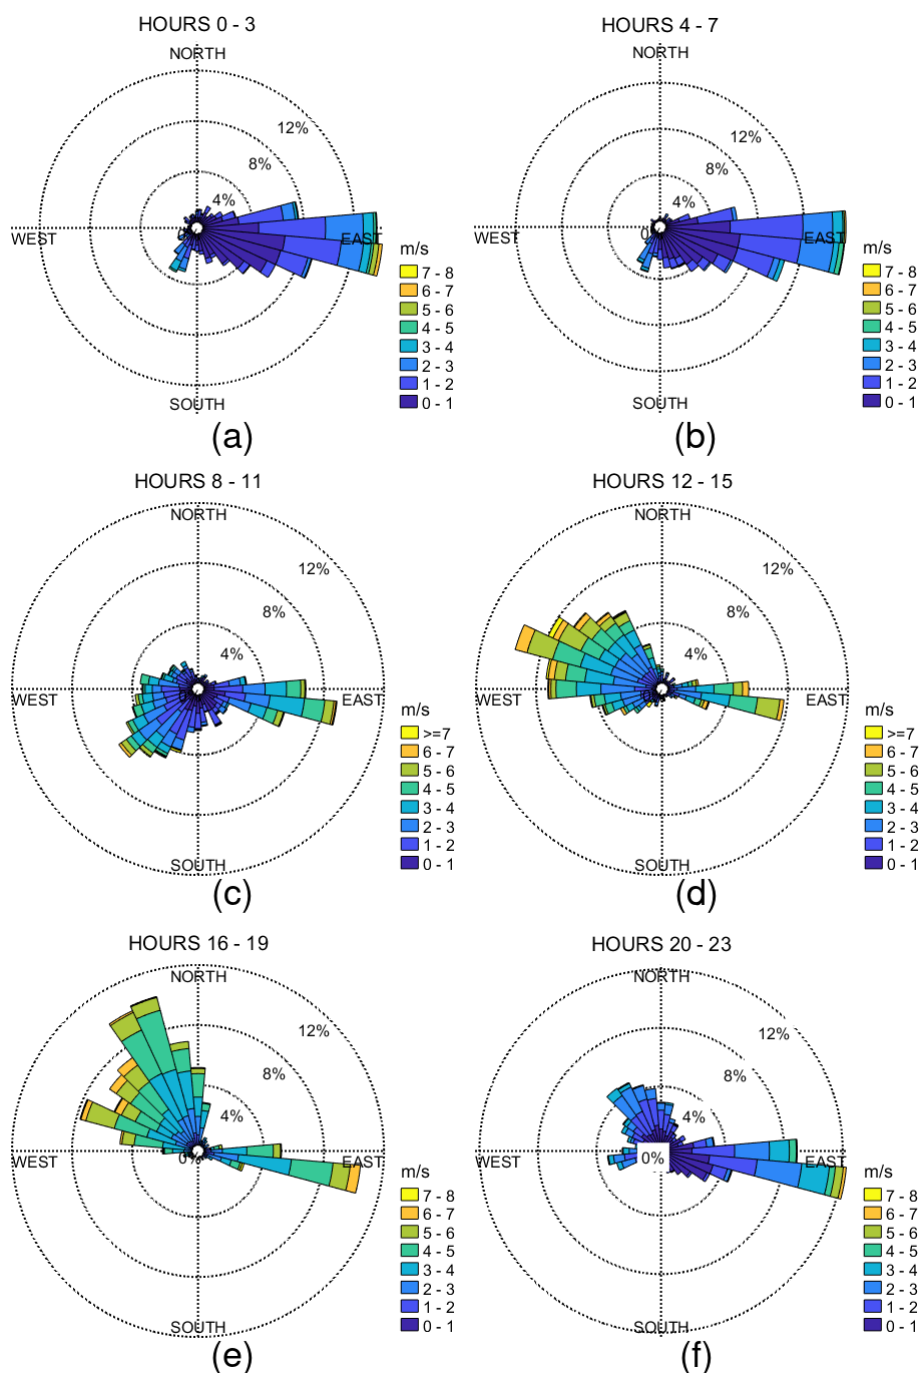 HOURS 0 - 3
NORTH
12%
8%
4%
0%
WEST
EAST
SOUTH
m/s
7 - 8
6 - 7
5 - 6
4 - 5
3 - 4
2 - 3
1 - 2
0 - 1
(a)
HOURS 4 - 7
NORTH
12%
8%
4%
WEST
EAST
SOUTH
m/s
7 - 8
6 - 7
5 - 6
4 - 5
3 - 4
2 - 3
1 - 2
0 - 1
(b)
HOURS 8 - 11
NORTH
12%
8%
4%
WEST
EAST
SOUTH
m/s
>=7
6 - 7
5 - 6
4 - 5
3 - 4
2 - 3
1 - 2
0 - 1
(c)
HOURS 12 - 15
NORTH
12%
8%
4%
WEST
EAST
SOUTH
m/s
>=7
6 - 7
5 - 6
4 - 5
3 - 4
2 - 3
1 - 2
0 - 1
(d)
HOURS 16 - 19
NORTH
12%
8%
4%
0%
WEST
EAST
SOUTH
m/s
7 - 8
6 - 7
5 - 6
4 - 5
3 - 4
2 - 3
1 - 2
0 - 1
(e)
HOURS 20 - 23
NORTH
12%
8%
4%
0%
WEST
EAST
SOUTH
m/s
7 - 8
6 - 7
5 - 6
4 - 5
3 - 4
2 - 3
1 - 2
0 - 1
(f)